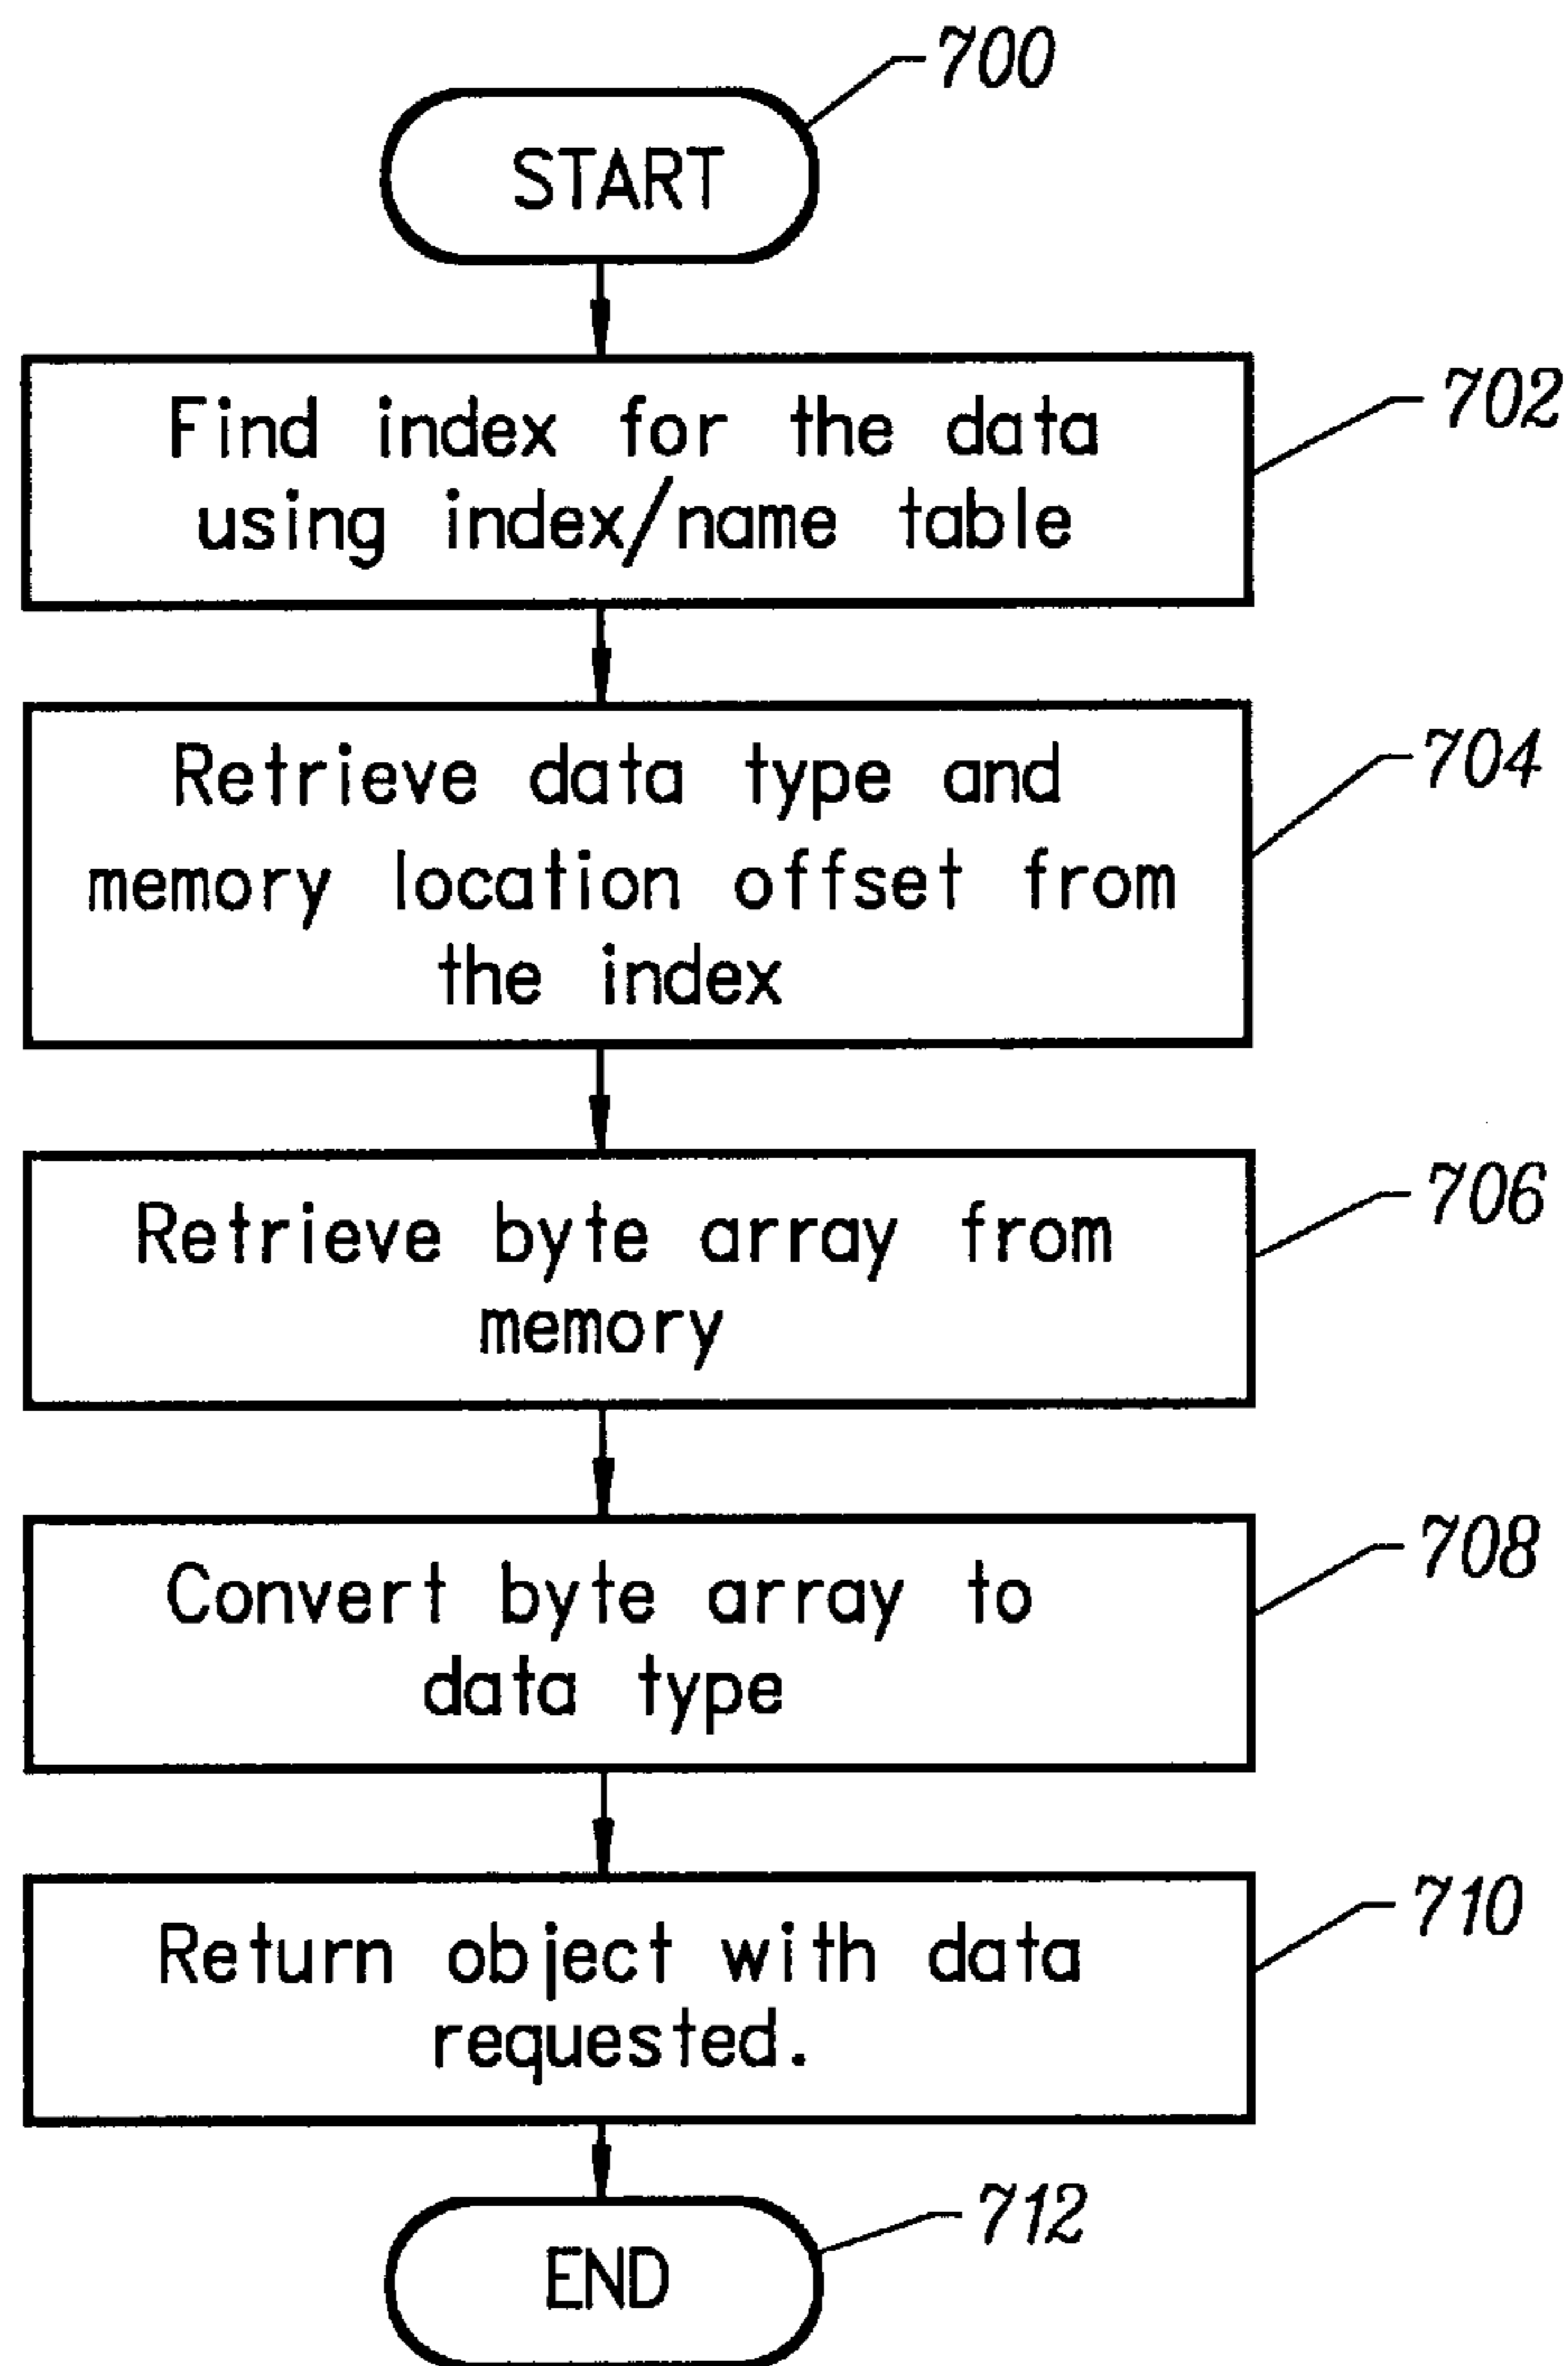 700
START
702
Find index for the data
using index/name table
704
Retrieve data type and
memory location offset from
the index
706
Retrieve byte array from
memory
708
Convert byte array to
data type
710
Return object with data
requested.
712
END